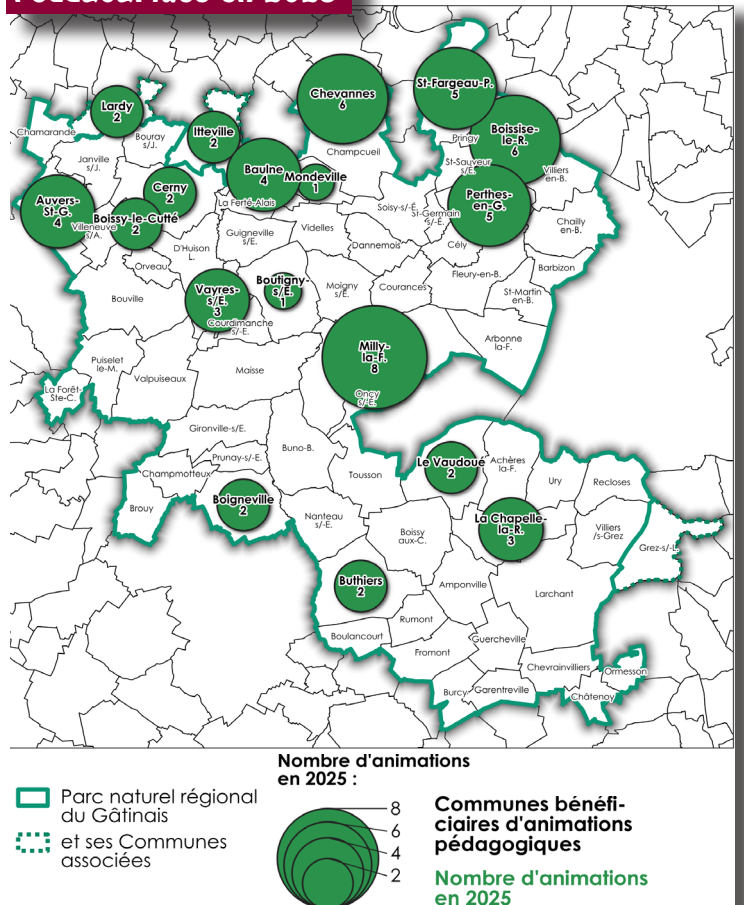 Lardy
2
Chevannes
6
St-Fargeau-P.
5
Itteville
2
Boissise-
le-R.
6
Chamarande
Bouray
s/J.
Pringy
Janville
s/J.
Champcueil
St-Sauveur
s/E.
Villiers
en-B.
Baulne
4
Mondeville
1
Cerny
2
Perthes-
en-G.
5
Auvers-
St-G.
4
La Ferté-Alais
Soisy-s/-É.
St-Germain
s/-E.
Boissy-le-Cutté
2
Villeneuve
s/A.
Guigneville
s/E.
Videlles
Chailly
en-B.
D'Huison
L.
Dannemois
Cély
Orveau
Fleury-en-B.
Barbizon
Boutigny-
s/E.
1
Vayres-
s/E.
3
Moigny
s/E.
Courances
St-Martin
en-B.
Bouville
Courdimanche
s/-E.
Arbonne
la-F.
Milly-
la-F.
8
Puiselet
le-M.
Valpuiseaux
Maisse
La Forêt-
Ste-C.
Oncy
s/-E.
Gironville-s/E.
Buno-B.
Prunay-s/-E.
Champmotteux
Tousson
Le Vaudoué
2
Achères
la-F.
Ury
Recloses
Brouy
Boigneville
2
Nanteau
s/-E.
La Chapelle-
la-R.
3
Villiers
/s-Grez
Boissy
aux-C.
Grez-s/-L.
Buthiers
2
Amponville
Larchant
Rumont
Boulancourt
Guercheville
Fromont
Chevrainvilliers
Ormesson
Burcy
Garentreville
Châtenoy
Nombre d'animations
en 2025 :
8
6
4
2
Parc naturel régional
du Gâtinais
et ses Communes
associées
Communes bénéfi-
ciaires d'animations
pédagogiques
Nombre d'animations
en 2025